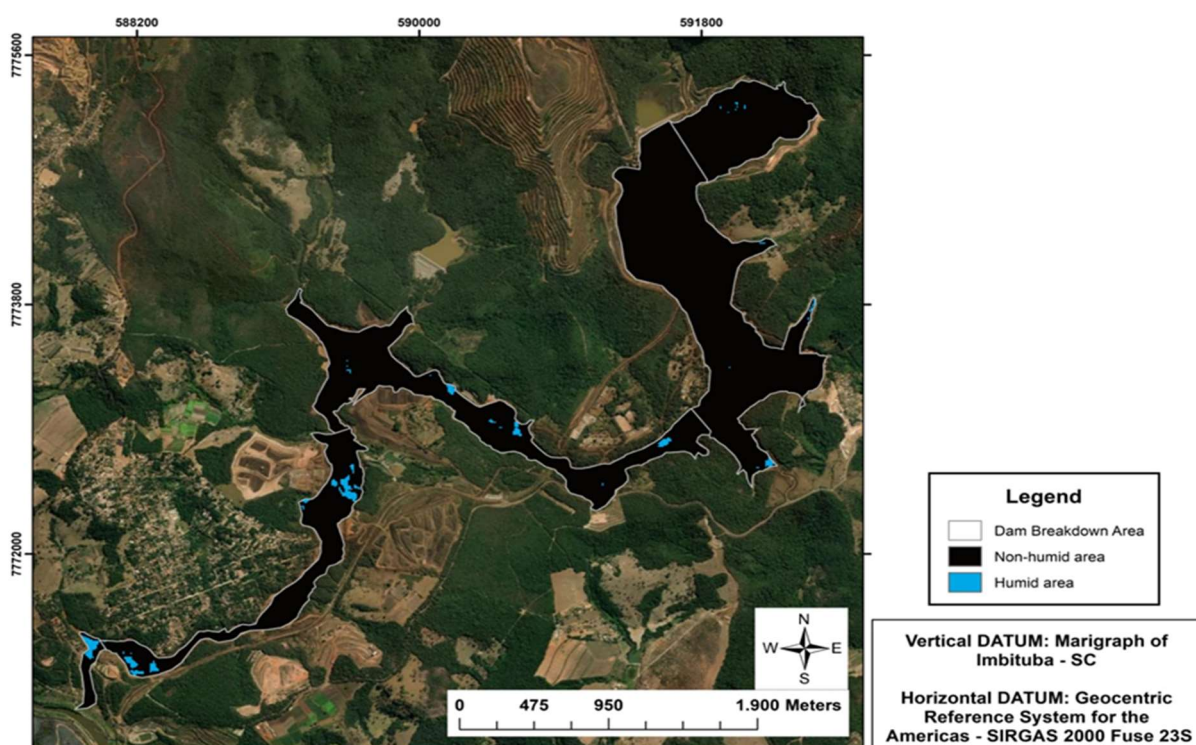 588200
590000
591800
7775600
7773800
7772000
N
W
E
S
0 475 950 1.900 Meters
Legend
Dam Breakdown Area
Non-humid area
Humid area
Vertical DATUM: Marigraph of
Imbituba - SC
Horizontal DATUM: Geocentric
Reference System for the
Americas - SIRGAS 2000 Fuse 23S